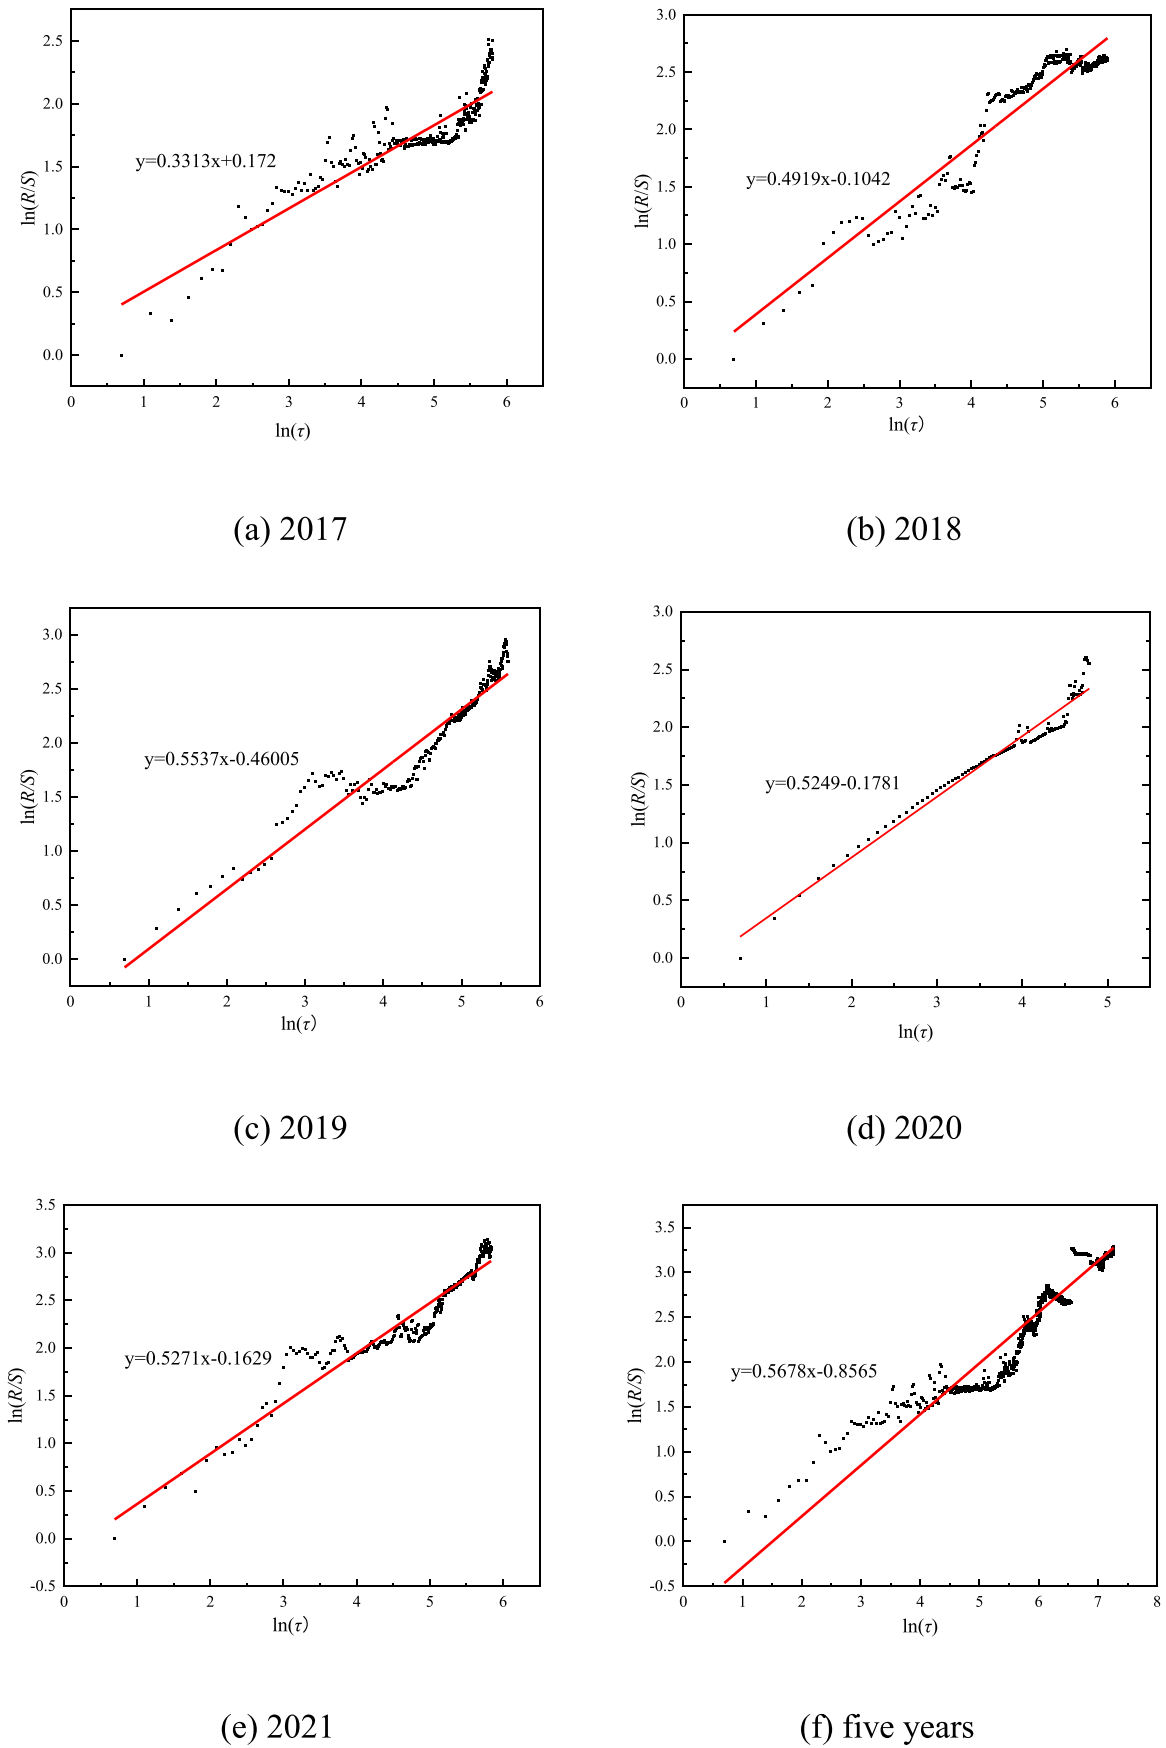 2.5
2.0
1.5
1.0
0.5
0.0
ln(R/S)
y=0.3313x+0.172
0 1 2 3 4 5 6
ln(τ)
(a) 2017
3.0
2.5
2.0
1.5
1.0
0.5
0.0
ln(R/S)
y=0.4919x-0.1042
0 1 2 3 4 5 6
ln(τ)
(b) 2018
3.0
2.5
2.0
1.5
1.0
0.5
0.0
ln(R/S)
y=0.5537x-0.46005
0 1 2 3 4 5 6
ln(τ)
(c) 2019
3.0
2.5
2.0
1.5
1.0
0.5
0.0
ln(R/S)
y=0.5249-0.1781
0 1 2 3 4 5
ln(τ)
(d) 2020
3.5
3.0
2.5
2.0
1.5
1.0
0.5
0.0
-0.5
ln(R/S)
y=0.5271x-0.1629
0 1 2 3 4 5 6
ln(τ)
(e) 2021
3.5
3.0
2.5
2.0
1.5
1.0
0.5
0.0
-0.5
ln(R/S)
y=0.5678x-0.8565
0 1 2 3 4 5 6 7 8
ln(τ)
(f) five years